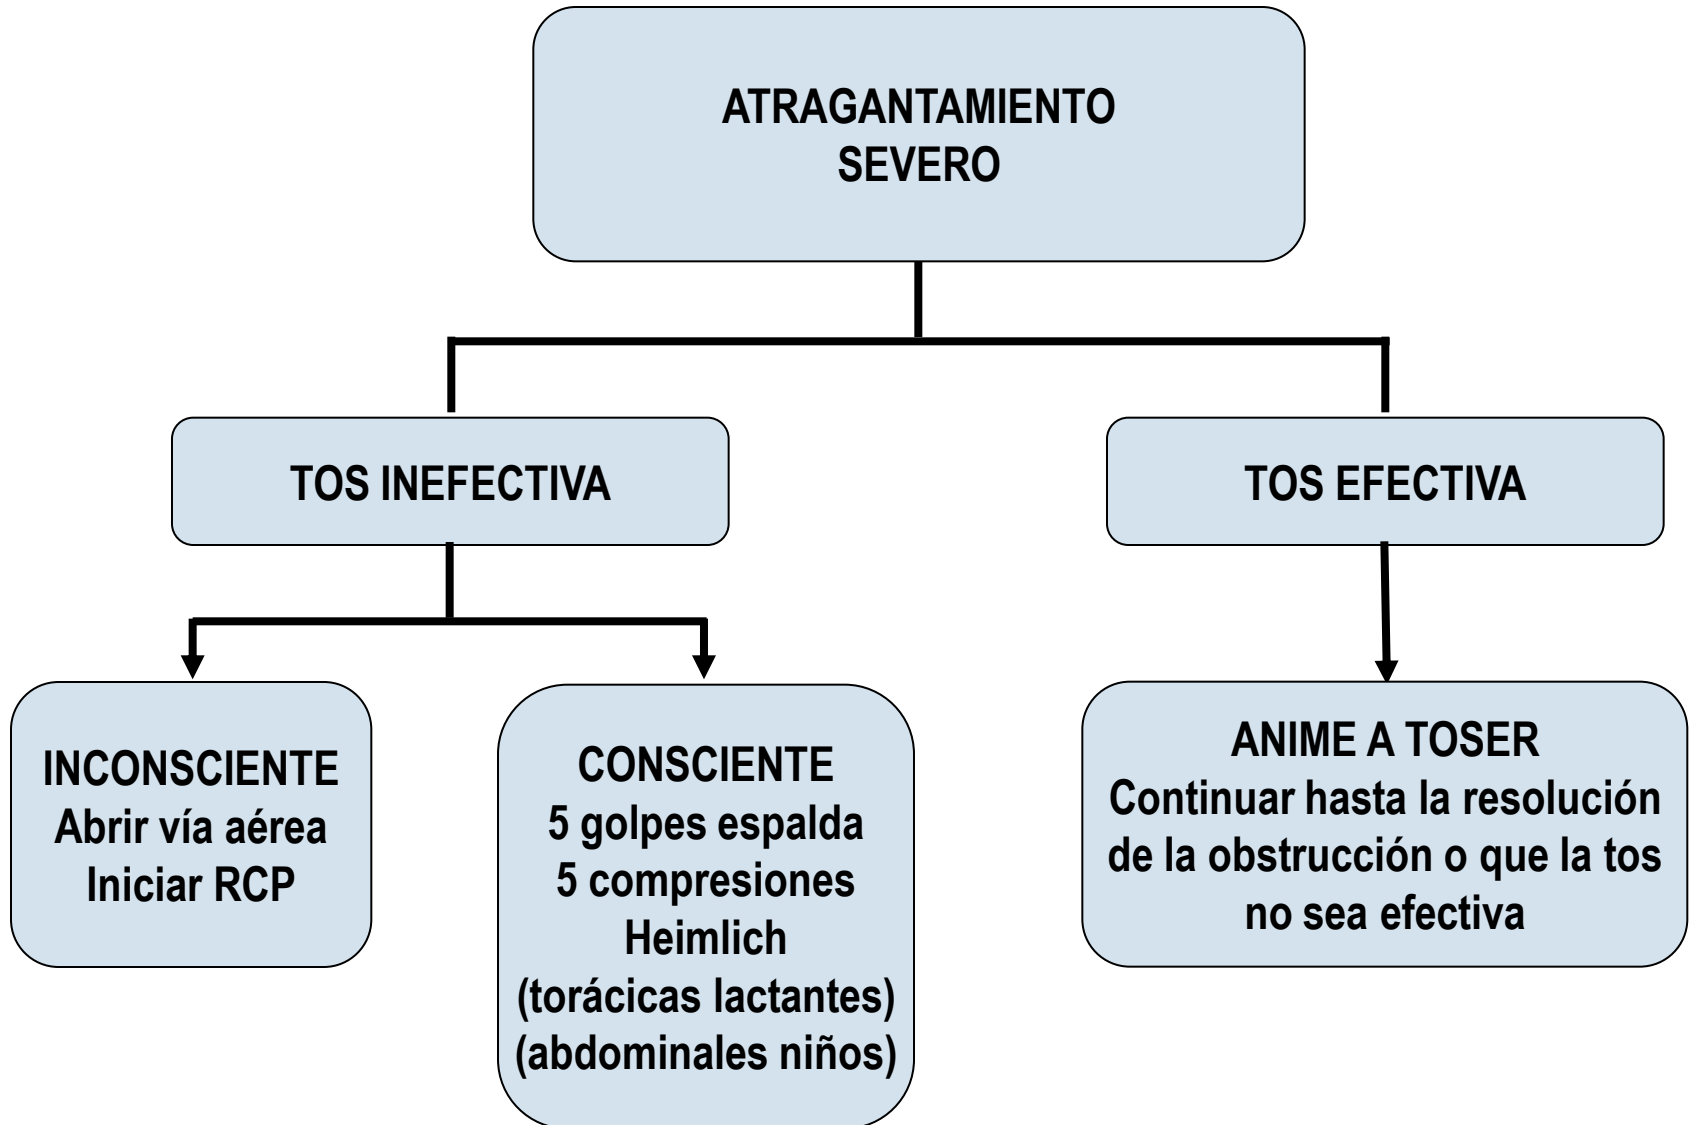 ATRAGANTAMIENTO
SEVERO
TOS INEFECTIVA
TOS EFECTIVA
INCONSCIENTE
Abrir vía aérea
Iniciar RCP
CONSCIENTE
5 golpes espalda
5 compresiones
Heimlich
(torácicas lactantes)
(abdominales niños)
ANIME A TOSER
Continuar hasta la resolución
de la obstrucción o que la tos
no sea efectiva